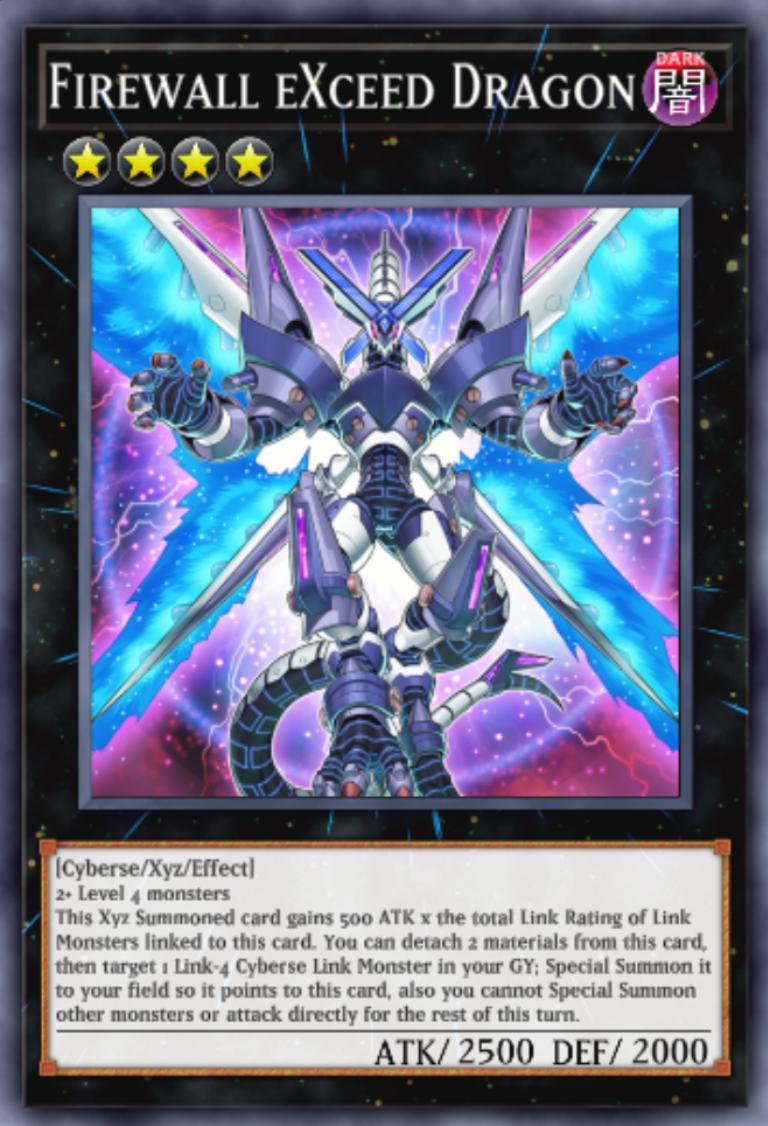 FIREWALL EXCEED DRAGON
DARK
闇
[Cyberse/Xyz/Effect]
2+ Level 4 monsters
This Xyz Summoned card gains 500 ATK x the total Link Rating of Link
Monsters linked to this card. You can detach 2 materials from this card,
then target 1 Link-4 Cyberse Link Monster in your GY; Special Summon it
to your field so it points to this card, also you cannot Special Summon
other monsters or attack directly for the rest of this turn.
ATK/ 2500 DEF/ 2000